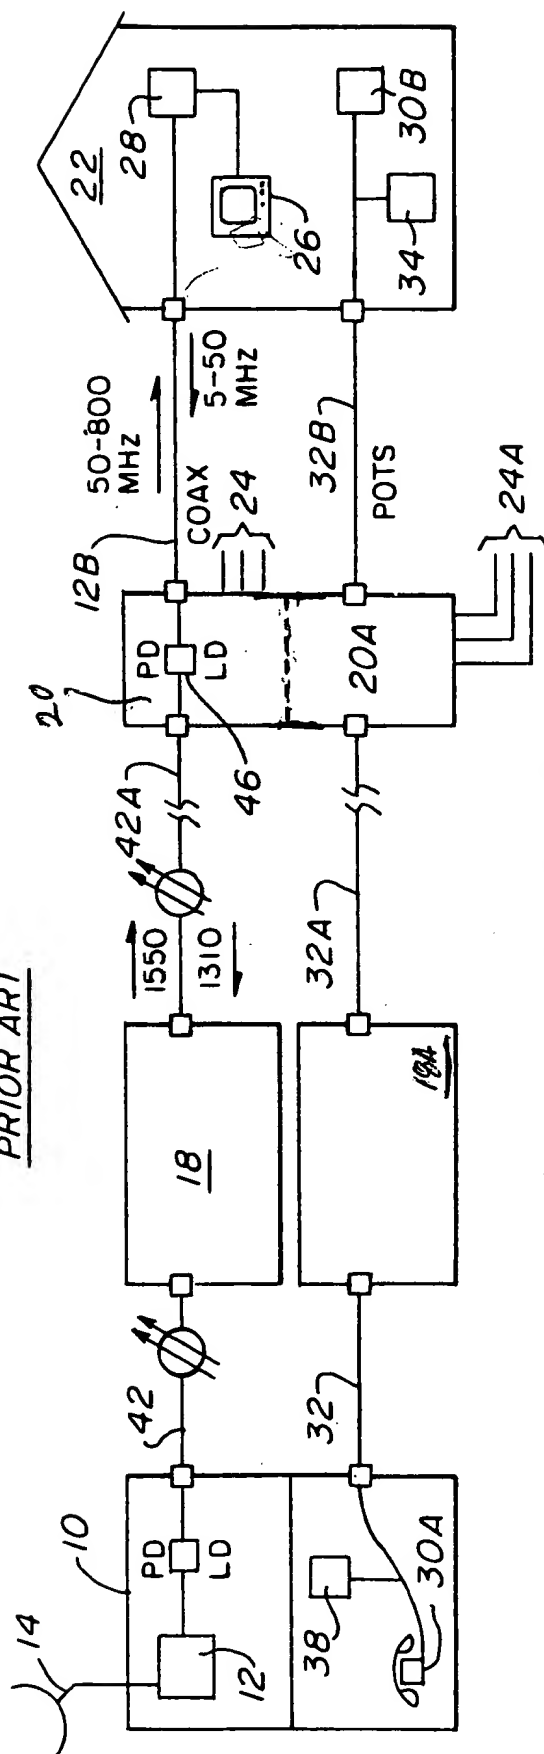 PRIOR ART
14
10
12
PD
LD
38
30A
42
32
18
18A
1550
1310
42A
32A
20
PD
LD
46
20A
12B
COAX
24
24A
50-800
MHZ
5-50
MHZ
32B
POTS
22
28
26
30B
34